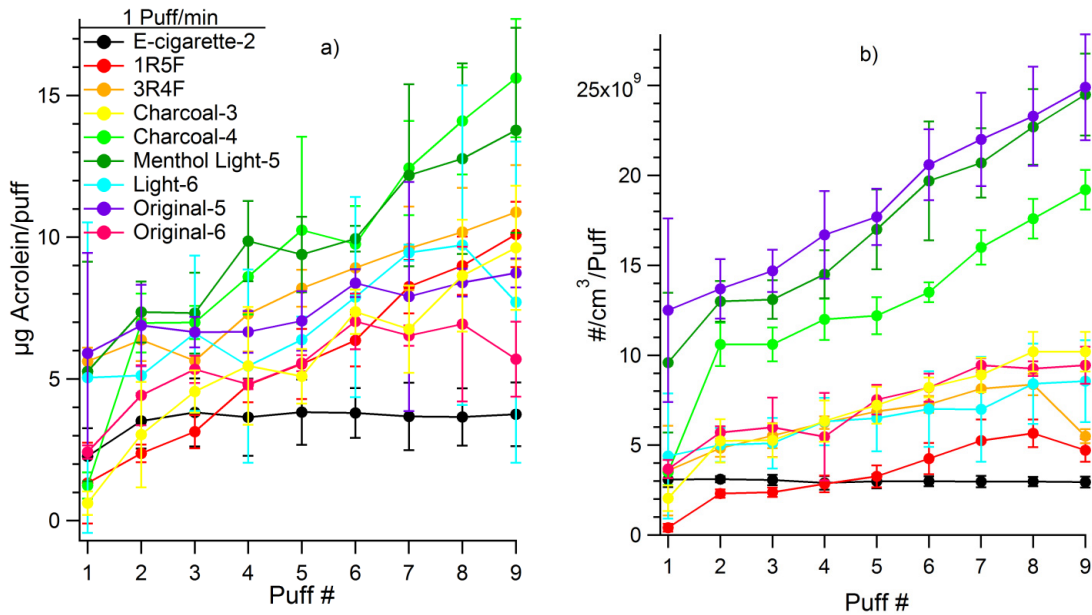 1 Puff/min
E-cigarette-2
1R5F
3R4F
Charcoal-3
Charcoal-4
Menthol Light-5
Light-6
Original-5
Original-6
a)
µg Acrolein/puff
15
10
5
0
1 2 3 4 5 6 7 8 9
Puff #
b)
#/cm³/Puff
25x10⁹
20
15
10
5
0
1 2 3 4 5 6 7 8 9
Puff #